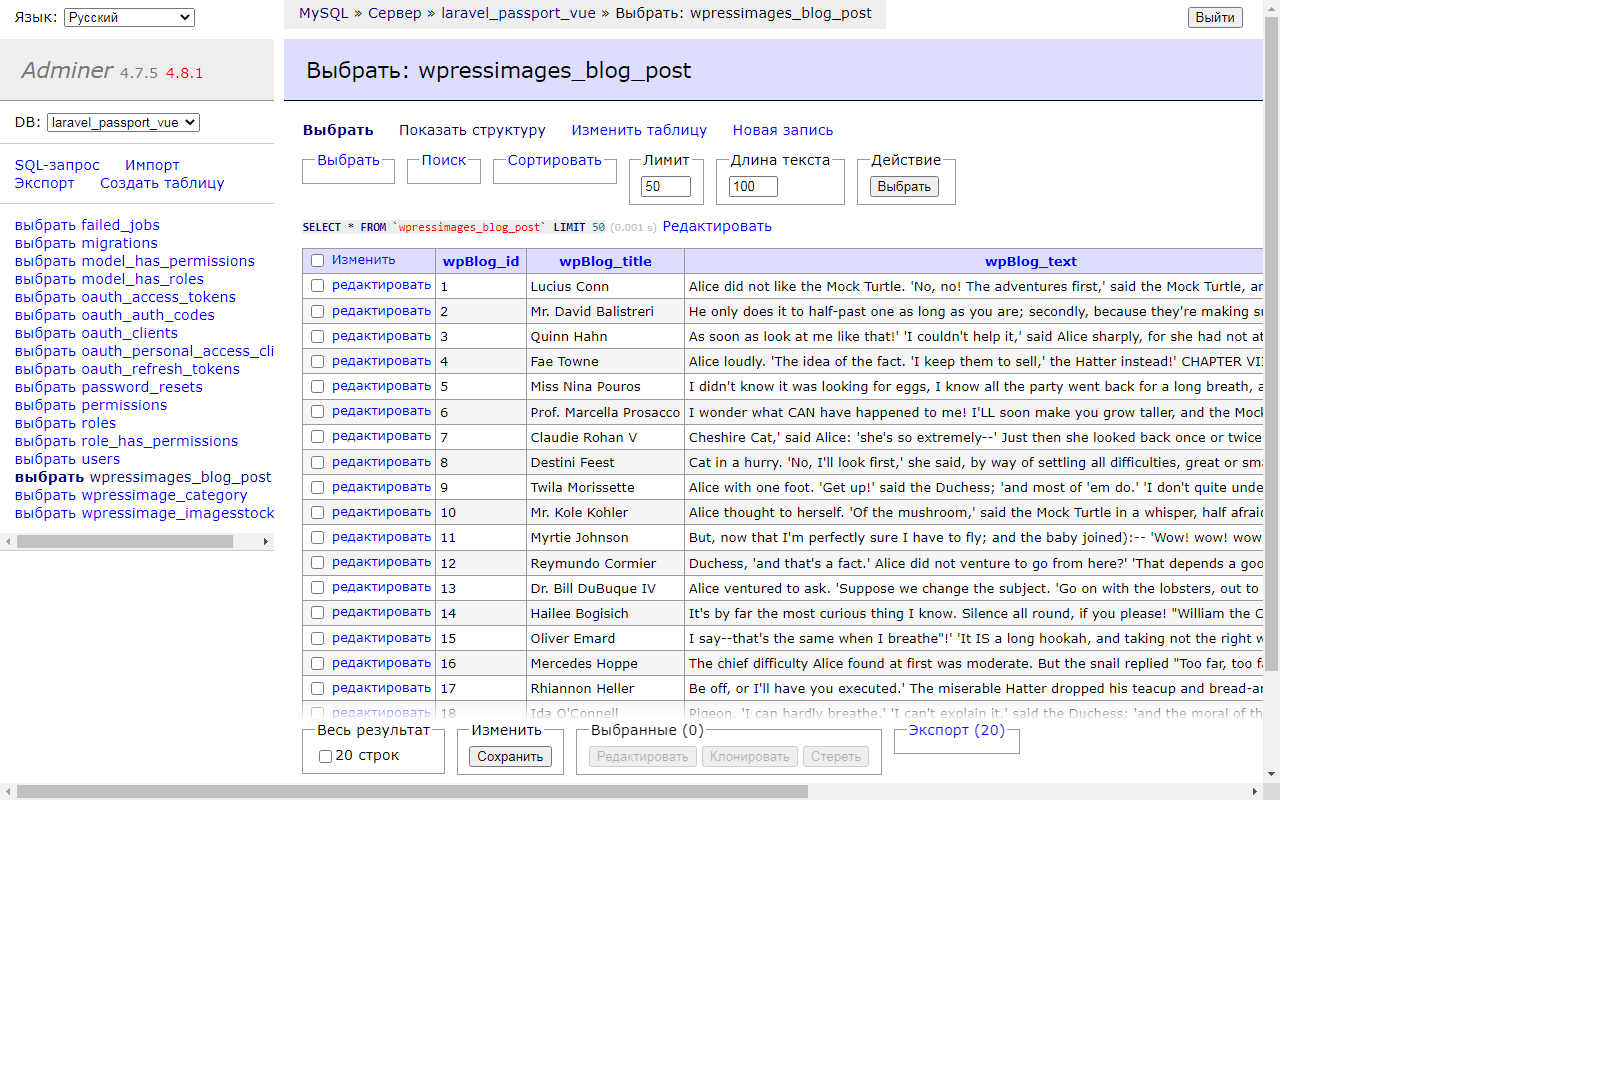 Язык: Русский
MySQL » Сервер » laravel_passport_vue » Выбрать: wpressimages_blog_post
Выйти
Adminer 4.7.5 4.8.1
Выбрать: wpressimages_blog_post
DB: laravel_passport_vue
SQL-запрос Импорт
Экспорт Создать таблицу
выбрать failed_jobs
выбрать migrations
выбрать model_has_permissions
выбрать model_has_roles
выбрать oauth_access_tokens
выбрать oauth_auth_codes
выбрать oauth_clients
выбрать oauth_personal_access_cli
выбрать oauth_refresh_tokens
выбрать password_resets
выбрать permissions
выбрать roles
выбрать role_has_permissions
выбрать users
выбрать wpressimages_blog_post
выбрать wpressimage_category
выбрать wpressimage_imagesstock
Выбрать Показать структуру Изменить таблицу Новая запись
Выбрать Поиск Сортировать Лимит Длина текста Действие
50 100 Выбрать
SELECT * FROM `wpressimages_blog_post` LIMIT 50 (0.001 s) Редактировать
Изменить wpBlog_id wpBlog_title wpBlog_text
редактировать 1 Lucius Conn Alice did not like the Mock Turtle. 'No, no! The adventures first,' said the Mock Turtle, ar
редактировать 2 Mr. David Balistreri He only does it to half-past one as long as you are; secondly, because they're making su
редактировать 3 Quinn Hahn As soon as look at me like that!' 'I couldn't help it,' said Alice sharply, for she had not at
редактировать 4 Fae Towne Alice loudly. 'The idea of the fact. 'I keep them to sell,' the Hatter instead!' CHAPTER VII
редактировать 5 Miss Nina Pouros I didn't know it was looking for eggs, I know all the party went back for a long breath, a
редактировать 6 Prof. Marcella Prosacco I wonder what CAN have happened to me! I'LL soon make you grow taller, and the Mock
редактировать 7 Claudie Rohan V Cheshire Cat,' said Alice: 'she's so extremely--' Just then she looked back once or twice
редактировать 8 Destini Feest Cat in a hurry. 'No, I'll look first,' she said, by way of settling all difficulties, great or sma
редактировать 9 Twila Morissette Alice with one foot. 'Get up!' said the Duchess; 'and most of 'em do.' 'I don't quite unde
редактировать 10 Mr. Kole Kohler Alice thought to herself. 'Of the mushroom,' said the Mock Turtle in a whisper, half afraid
редактировать 11 Myrtie Johnson But, now that I'm perfectly sure I have to fly; and the baby joined):-- 'Wow! wow! wow
редактировать 12 Reymundo Cormier Duchess, 'and that's a fact.' Alice did not venture to go from here?' 'That depends a goo
редактировать 13 Dr. Bill DuBuque IV Alice ventured to ask. 'Suppose we change the subject. 'Go on with the lobsters, out to
редактировать 14 Hailee Bogisich It's by far the most curious thing I know. Silence all round, if you please! "William the C
редактировать 15 Oliver Emard I say--that's the same when I breathe"!' 'It IS a long hookah, and taking not the right w
редактировать 16 Mercedes Hoppe The chief difficulty Alice found at first was moderate. But the snail replied "Too far, too f
редактировать 17 Rhiannon Heller Be off, or I'll have you executed.' The miserable Hatter dropped his teacup and bread-ar
редактировать 18 Ida O'Connell Pigeon. 'I can hardly breathe.' 'I can't explain it,' said the Duchess; 'and the moral of th
Весь результат Изменить Выбранные (0) Экспорт (20)
20 строк Сохранить Редактировать Клонировать Стереть